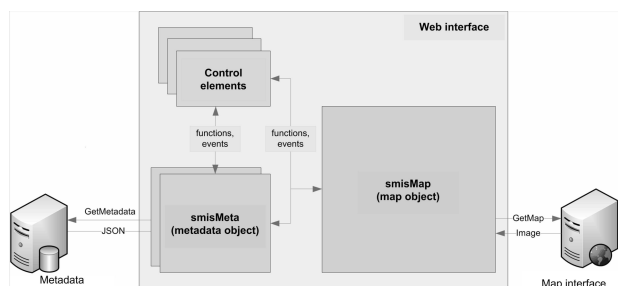 Web interface
Control
elements
functions,
events
functions,
events
smisMap
(map object)
smisMeta
(metadata object)
GetMetadata
JSON
GetMap
Image
Metadata
Map interface